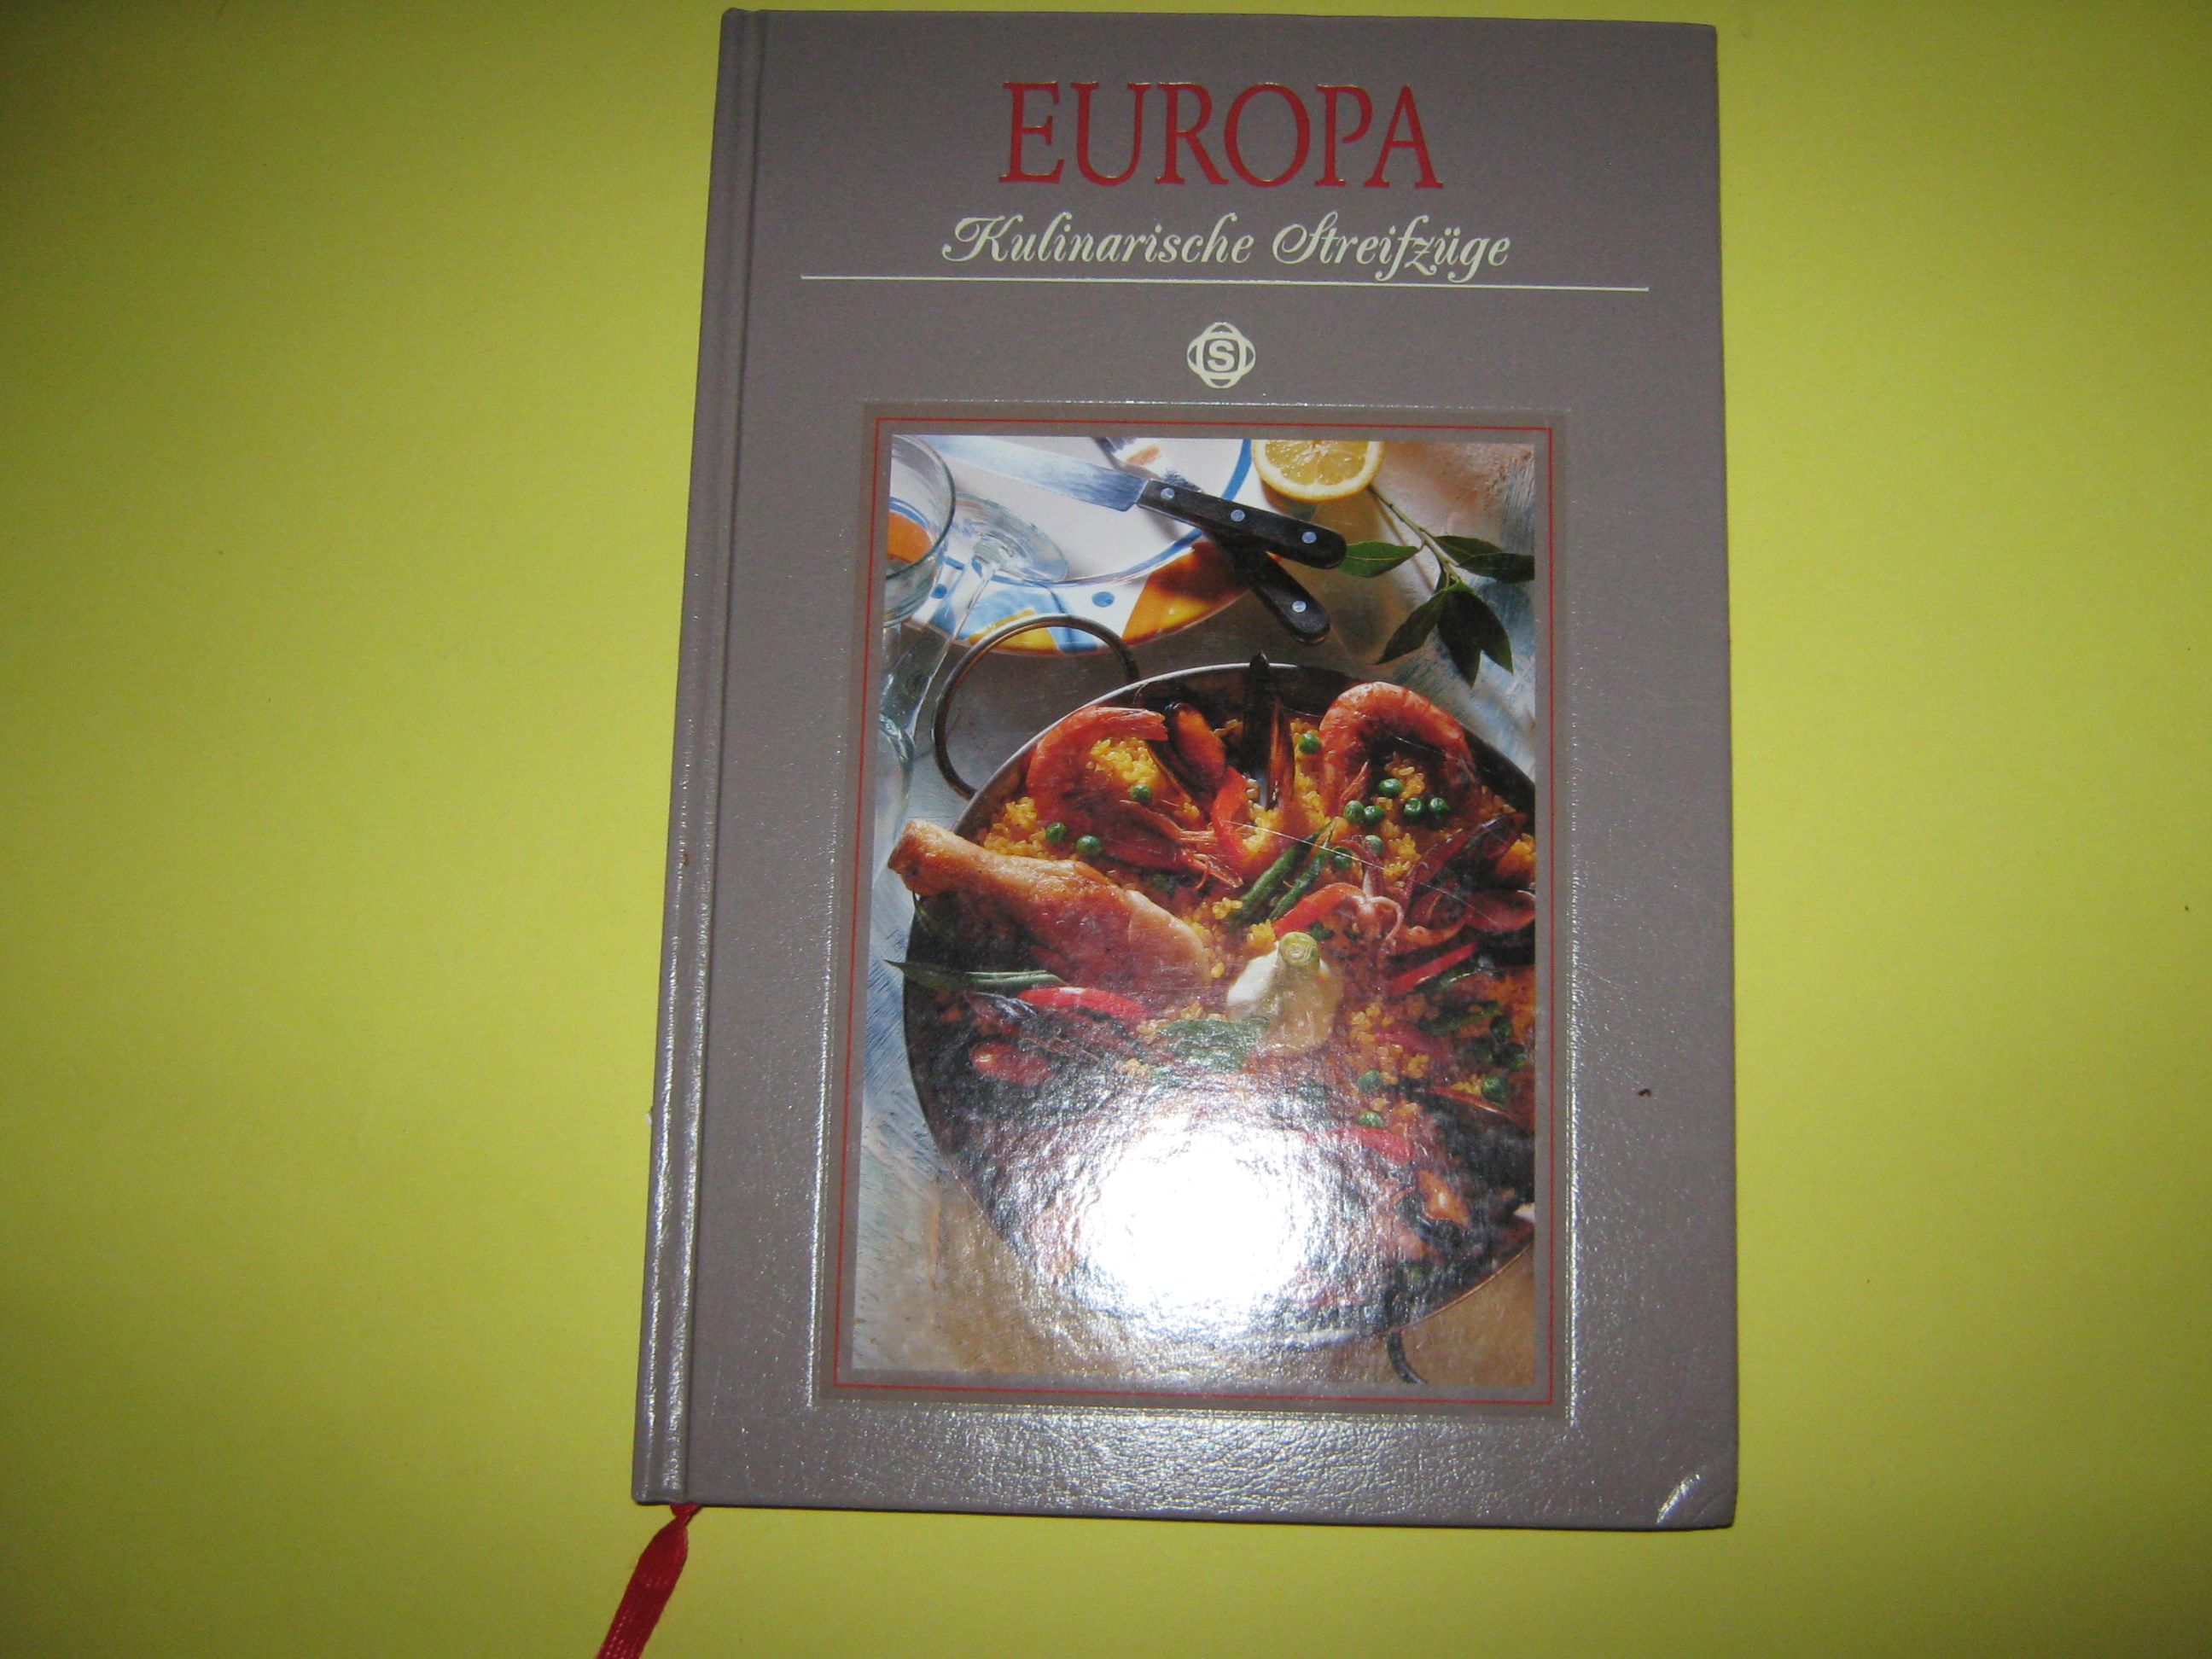 EUROPA
Kulinarische Streifzüge
S